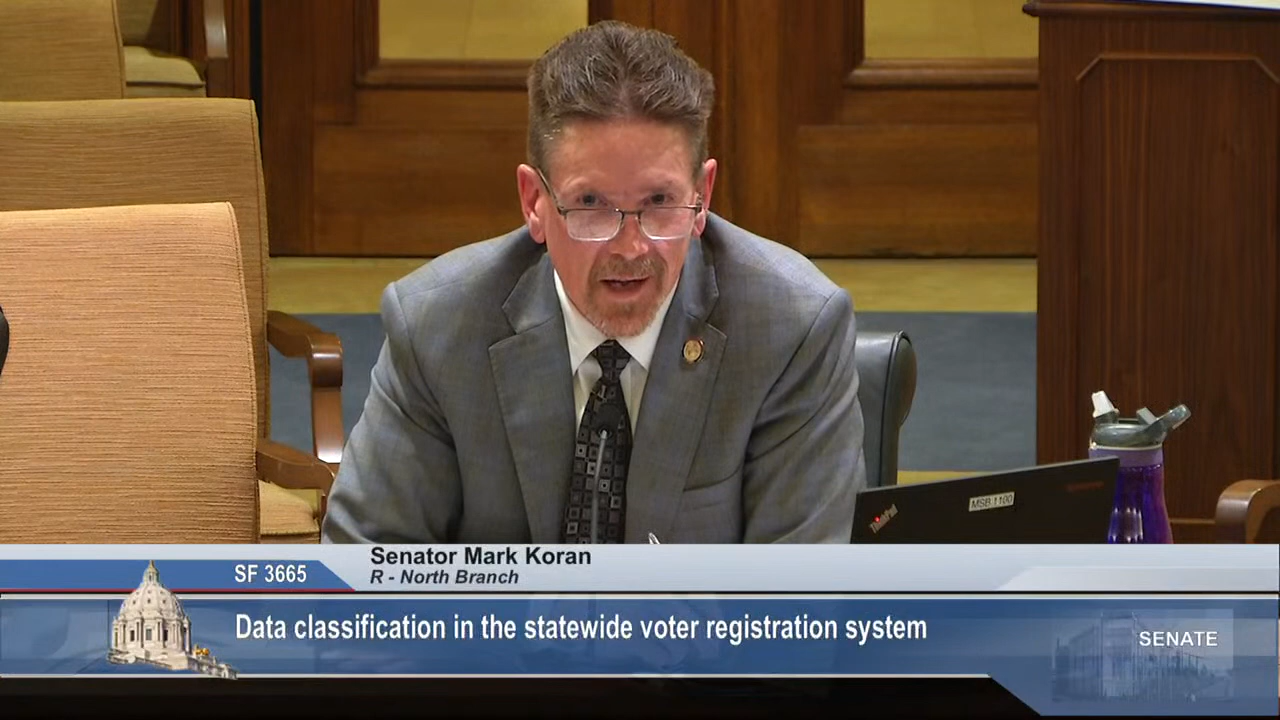 ThinkPad
MSB 1100
Senator Mark Koran
R - North Branch
SF 3665
Data classification in the statewide voter registration system
SENATE